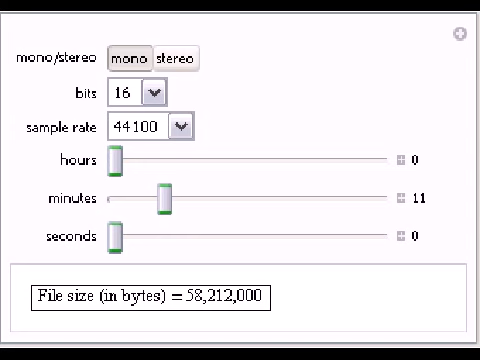 mono/stereo mono stereo
bits 16
sample rate 44100
hours 0
minutes 11
seconds 0
File size (in bytes) = 58,212,000